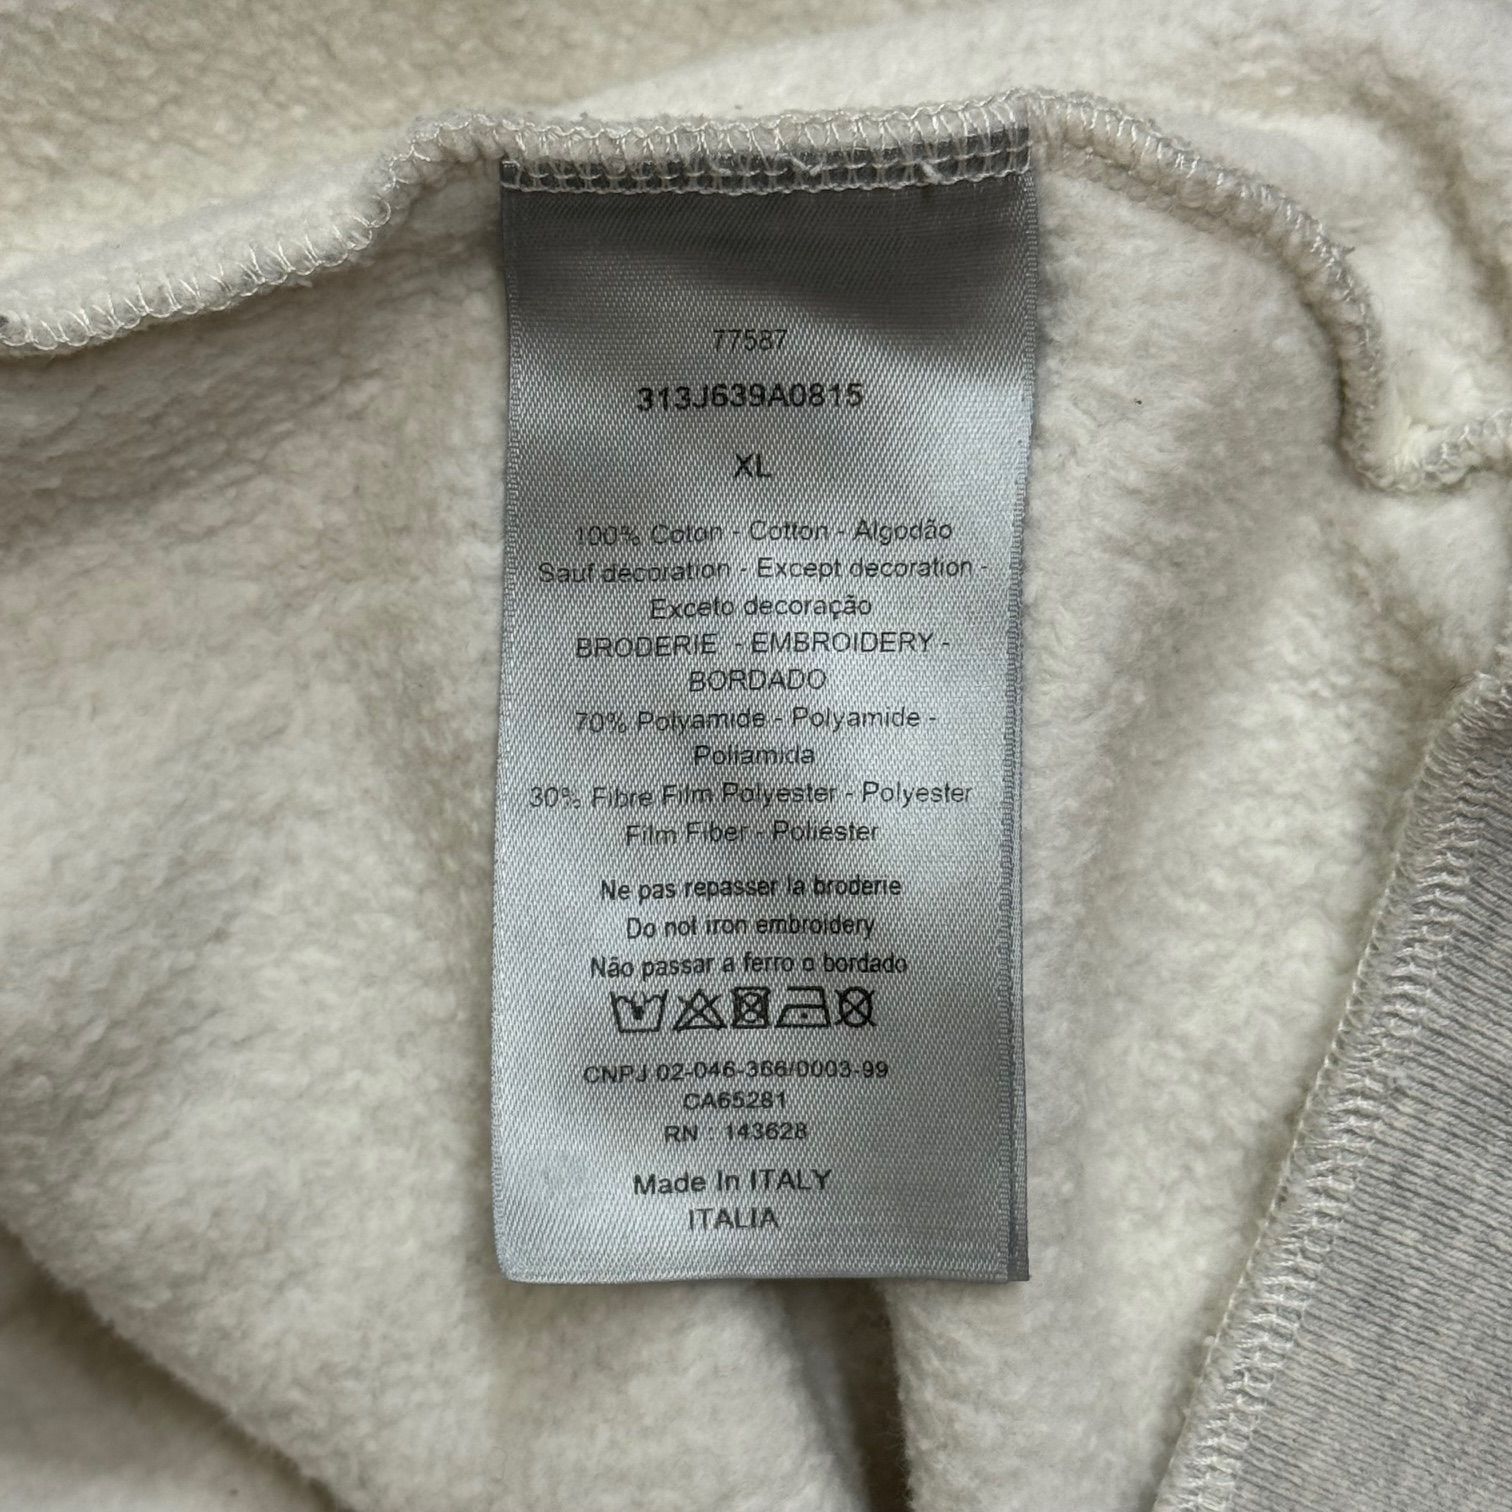 77587
313J639A0815
XL
100% Coton - Cotton - Algodão
Sauf decoration - Except decoration -
Exceto decoração
BRODERIE - EMBROIDERY -
BORDADO
70% Polyamide - Polyamide -
Poliamida
30% Fibre Film Polyester - Polyester
Film Fiber - Poliéster
Ne pas repasser la broderie
Do not iron embroidery
Não passar a ferro o bordado
CNPJ 02-046-366/0003-99
CA65281
RN : 143628
Made In ITALY
ITALIA